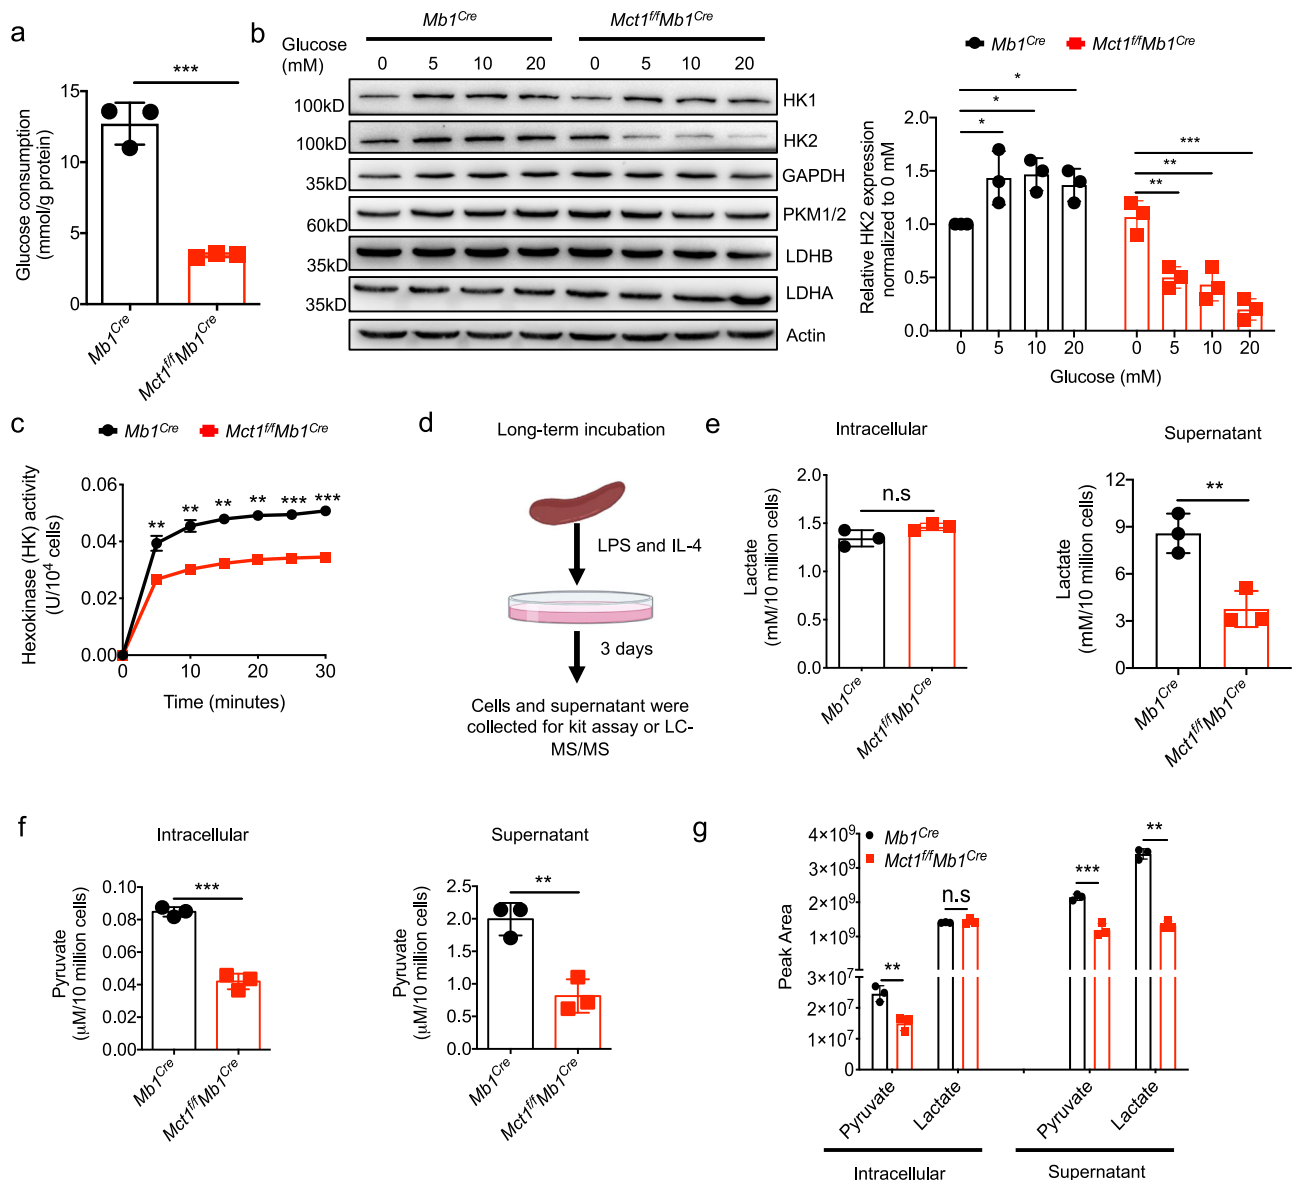 a
***
15
10
5
0
Glucose consumption
(mmol/g protein)
Mb1Cre
Mct1f/fMb1Cre
b
Mb1Cre
Mct1f/fMb1Cre
Glucose
(mM)
0 5 10 20 0 5 10 20
100kD HK1
100kD HK2
35kD GAPDH
60kD PKM1/2
35kD LDHB
35kD LDHA
Actin
Mb1Cre Mct1f/fMb1Cre
*
*
*
***
**
**
2.0
1.5
1.0
0.5
0.0
Relative HK2 expression
normalized to 0 mM
0 5 10 20 0 5 10 20
Glucose (mM)
c
Mb1Cre Mct1f/fMb1Cre
0.06
0.04
0.02
0.00
** ** ** ** *** ***
Hexokinase (HK) activity
(U/104 cells)
0 10 20 30
Time (minutes)
d
Long-term incubation
LPS and IL-4
3 days
Cells and supernatant were
collected for kit assay or LC-
MS/MS
e
Intracellular
2.0
1.5
1.0
0.5
0.0
n.s
Lactate
(mM/10 million cells)
Mb1Cre
Mct1f/fMb1Cre
Supernatant
12
9
6
3
0
**
Lactate
(mM/10 million cells)
Mb1Cre
Mct1f/fMb1Cre
f
Intracellular
0.10
0.08
0.06
0.04
0.02
0.00
***
Pyruvate
(µM/10 million cells)
Mb1Cre
Mct1f/fMb1Cre
Supernatant
2.5
2.0
1.5
1.0
0.5
0.0
**
Pyruvate
(µM/10 million cells)
Mb1Cre
Mct1f/fMb1Cre
g
Mb1Cre
Mct1f/fMb1Cre
4×109
3×109
2×109
1×109
3×107
2×107
1×107
0
Peak Area
**
n.s
***
**
Pyruvate
Lactate
Pyruvate
Lactate
Intracellular
Supernatant